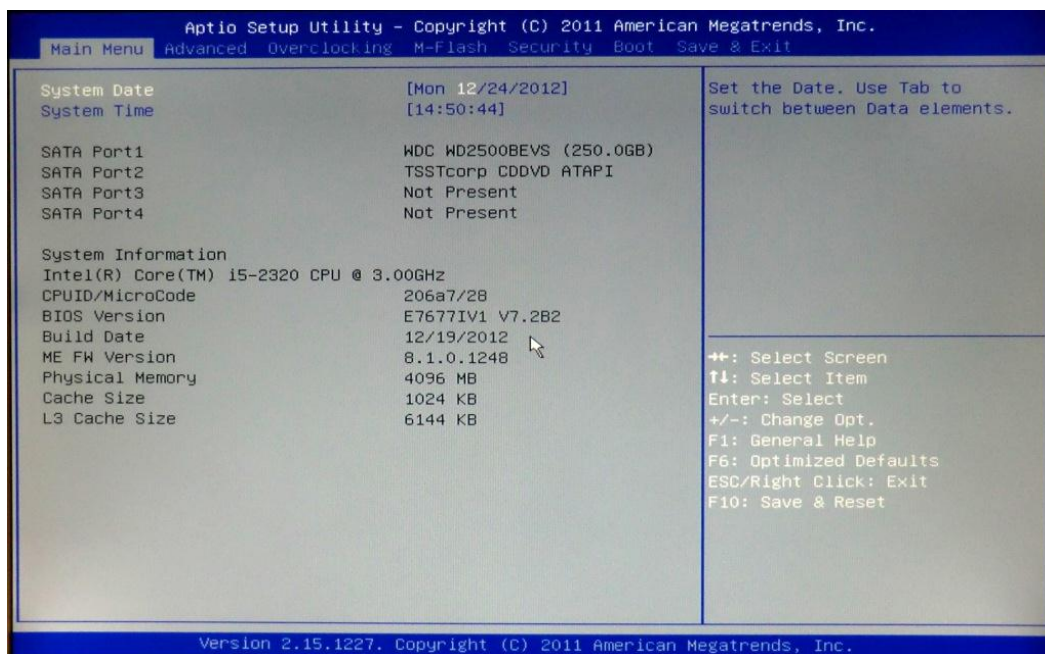 Aptio Setup Utility – Copyright (C) 2011 American Megatrends, Inc.
Main Menu Advanced Overclocking M-Flash Security Boot Save & Exit
System Date [Mon 12/24/2012]
System Time [14:50:44]
SATA Port1 WDC WD2500BEVS (250.0GB)
SATA Port2 TSSTcorp CDDVD ATAPI
SATA Port3 Not Present
SATA Port4 Not Present
System Information
Intel(R) Core(TM) i5-2320 CPU @ 3.00GHz
CPUID/MicroCode 206a7/28
BIOS Version E7677IV1 V7.2B2
Build Date 12/19/2012
ME FW Version 8.1.0.1248
Physical Memory 4096 MB
Cache Size 1024 KB
L3 Cache Size 6144 KB
Set the Date. Use Tab to
switch between Data elements.
→←: Select Screen
↑↓: Select Item
Enter: Select
+/-: Change Opt.
F1: General Help
F6: Optimized Defaults
ESC/Right Click: Exit
F10: Save & Reset
Version 2.15.1227. Copyright (C) 2011 American Megatrends, Inc.